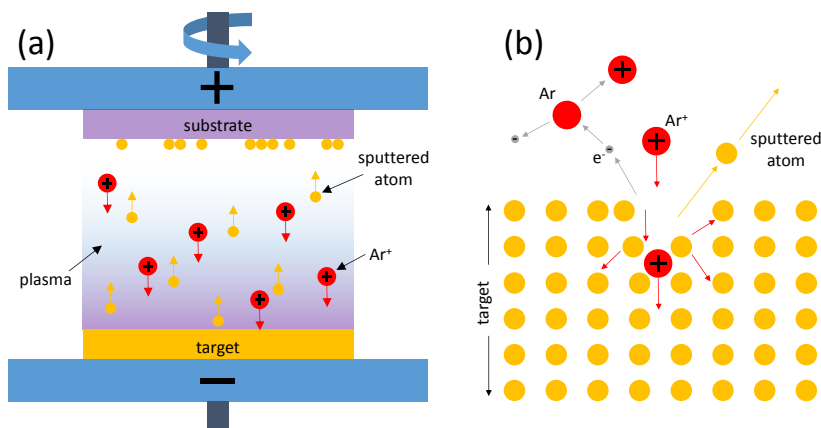 (a)
+
substrate
sputtered
atom
+
+
+
+
+
+
Ar⁺
plasma
target
−
(b)
+
Ar
Ar⁺
+
-
-
e⁻
sputtered
atom
+
target